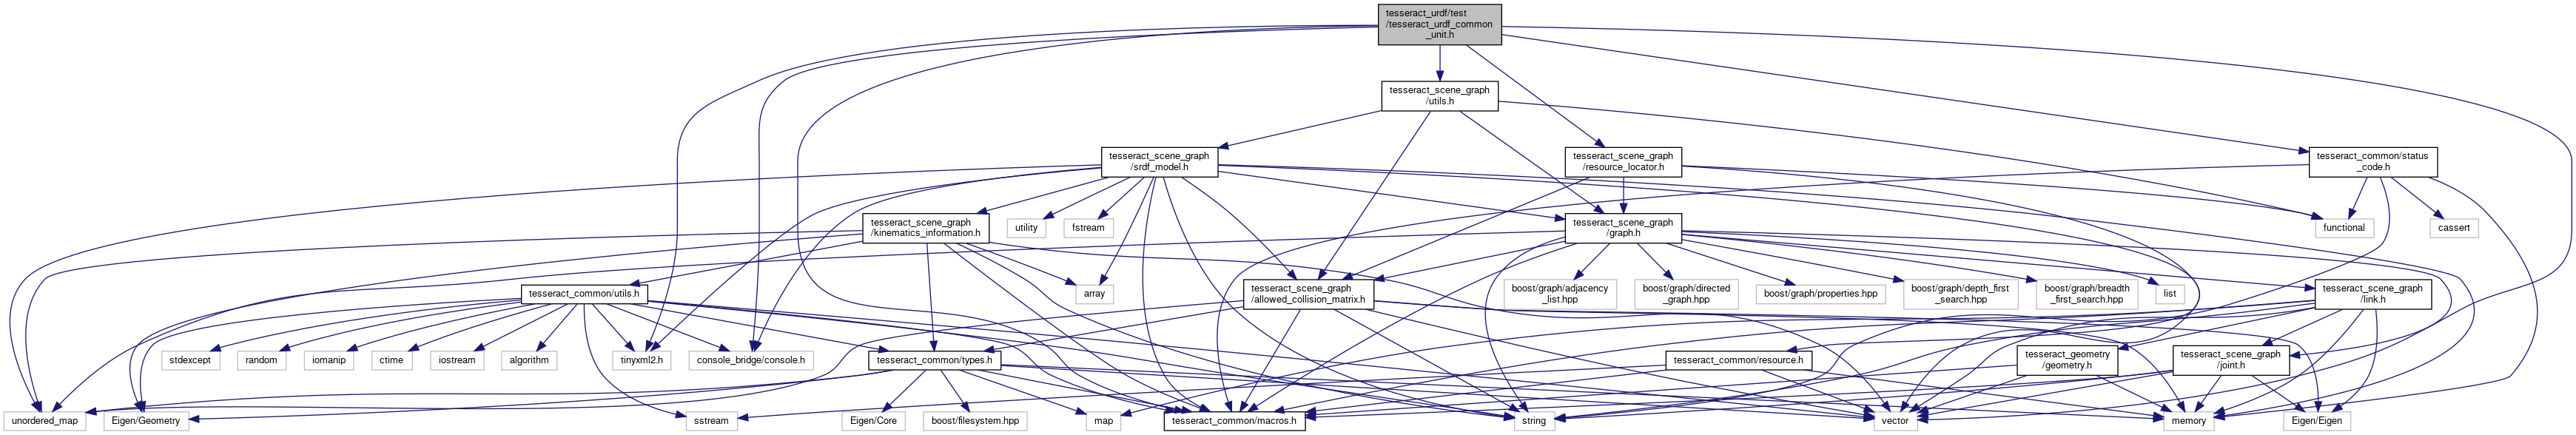 tesseract_urdf/test
/tesseract_urdf_common
_unit.h
tesseract_scene_graph
/utils.h
tesseract_scene_graph
/srdf_model.h
tesseract_scene_graph
/resource_locator.h
tesseract_common/status
_code.h
tesseract_scene_graph
/kinematics_information.h
utility
fstream
tesseract_scene_graph
/graph.h
functional
cassert
tesseract_common/utils.h
array
tesseract_scene_graph
/allowed_collision_matrix.h
boost/graph/adjacency
_list.hpp
boost/graph/directed
_graph.hpp
boost/graph/properties.hpp
boost/graph/depth_first
_search.hpp
boost/graph/breadth
_first_search.hpp
list
tesseract_scene_graph
/link.h
stdexcept
random
iomanip
ctime
iostream
algorithm
tinyxml2.h
console_bridge/console.h
tesseract_common/types.h
tesseract_common/resource.h
tesseract_geometry
/geometry.h
tesseract_scene_graph
/joint.h
unordered_map
Eigen/Geometry
sstream
Eigen/Core
boost/filesystem.hpp
map
tesseract_common/macros.h
string
vector
memory
Eigen/Eigen